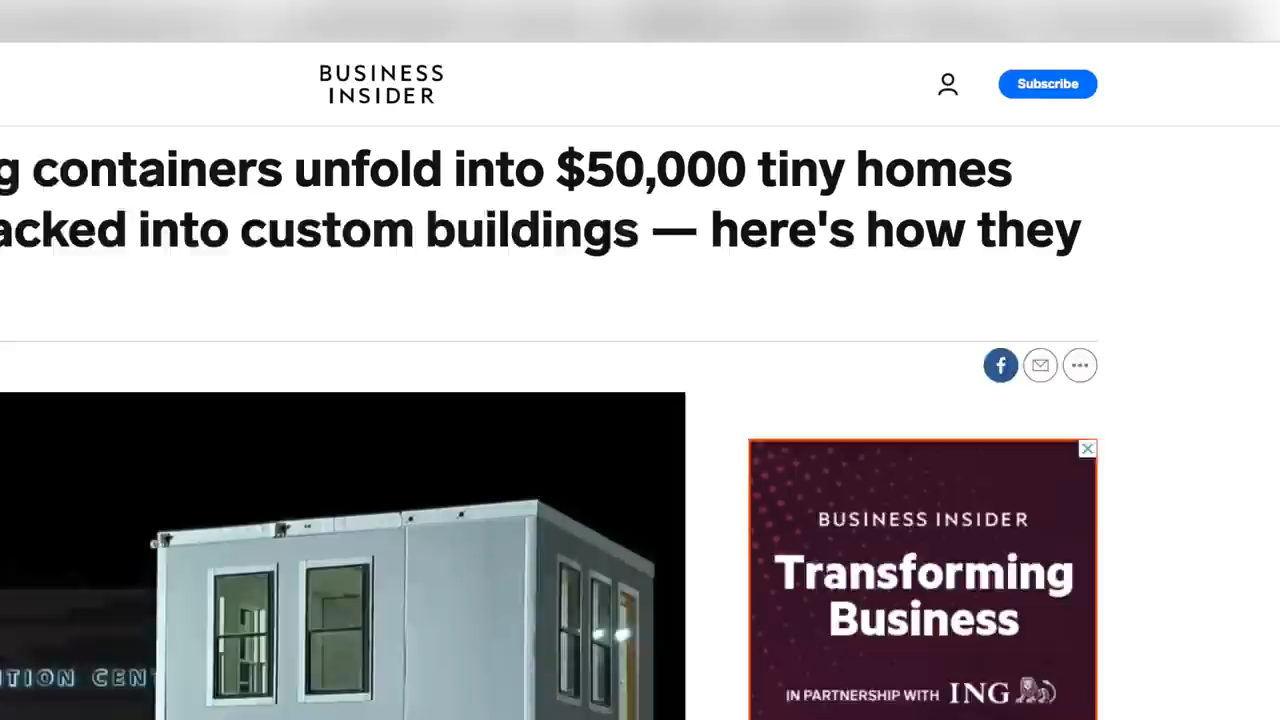 BUSINESS
INSIDER
Subscribe
g containers unfold into $50,000 tiny homes
acked into custom buildings — here's how they
BUSINESS INSIDER
Transforming
Business
IN PARTNERSHIP WITH ING
TION CENT